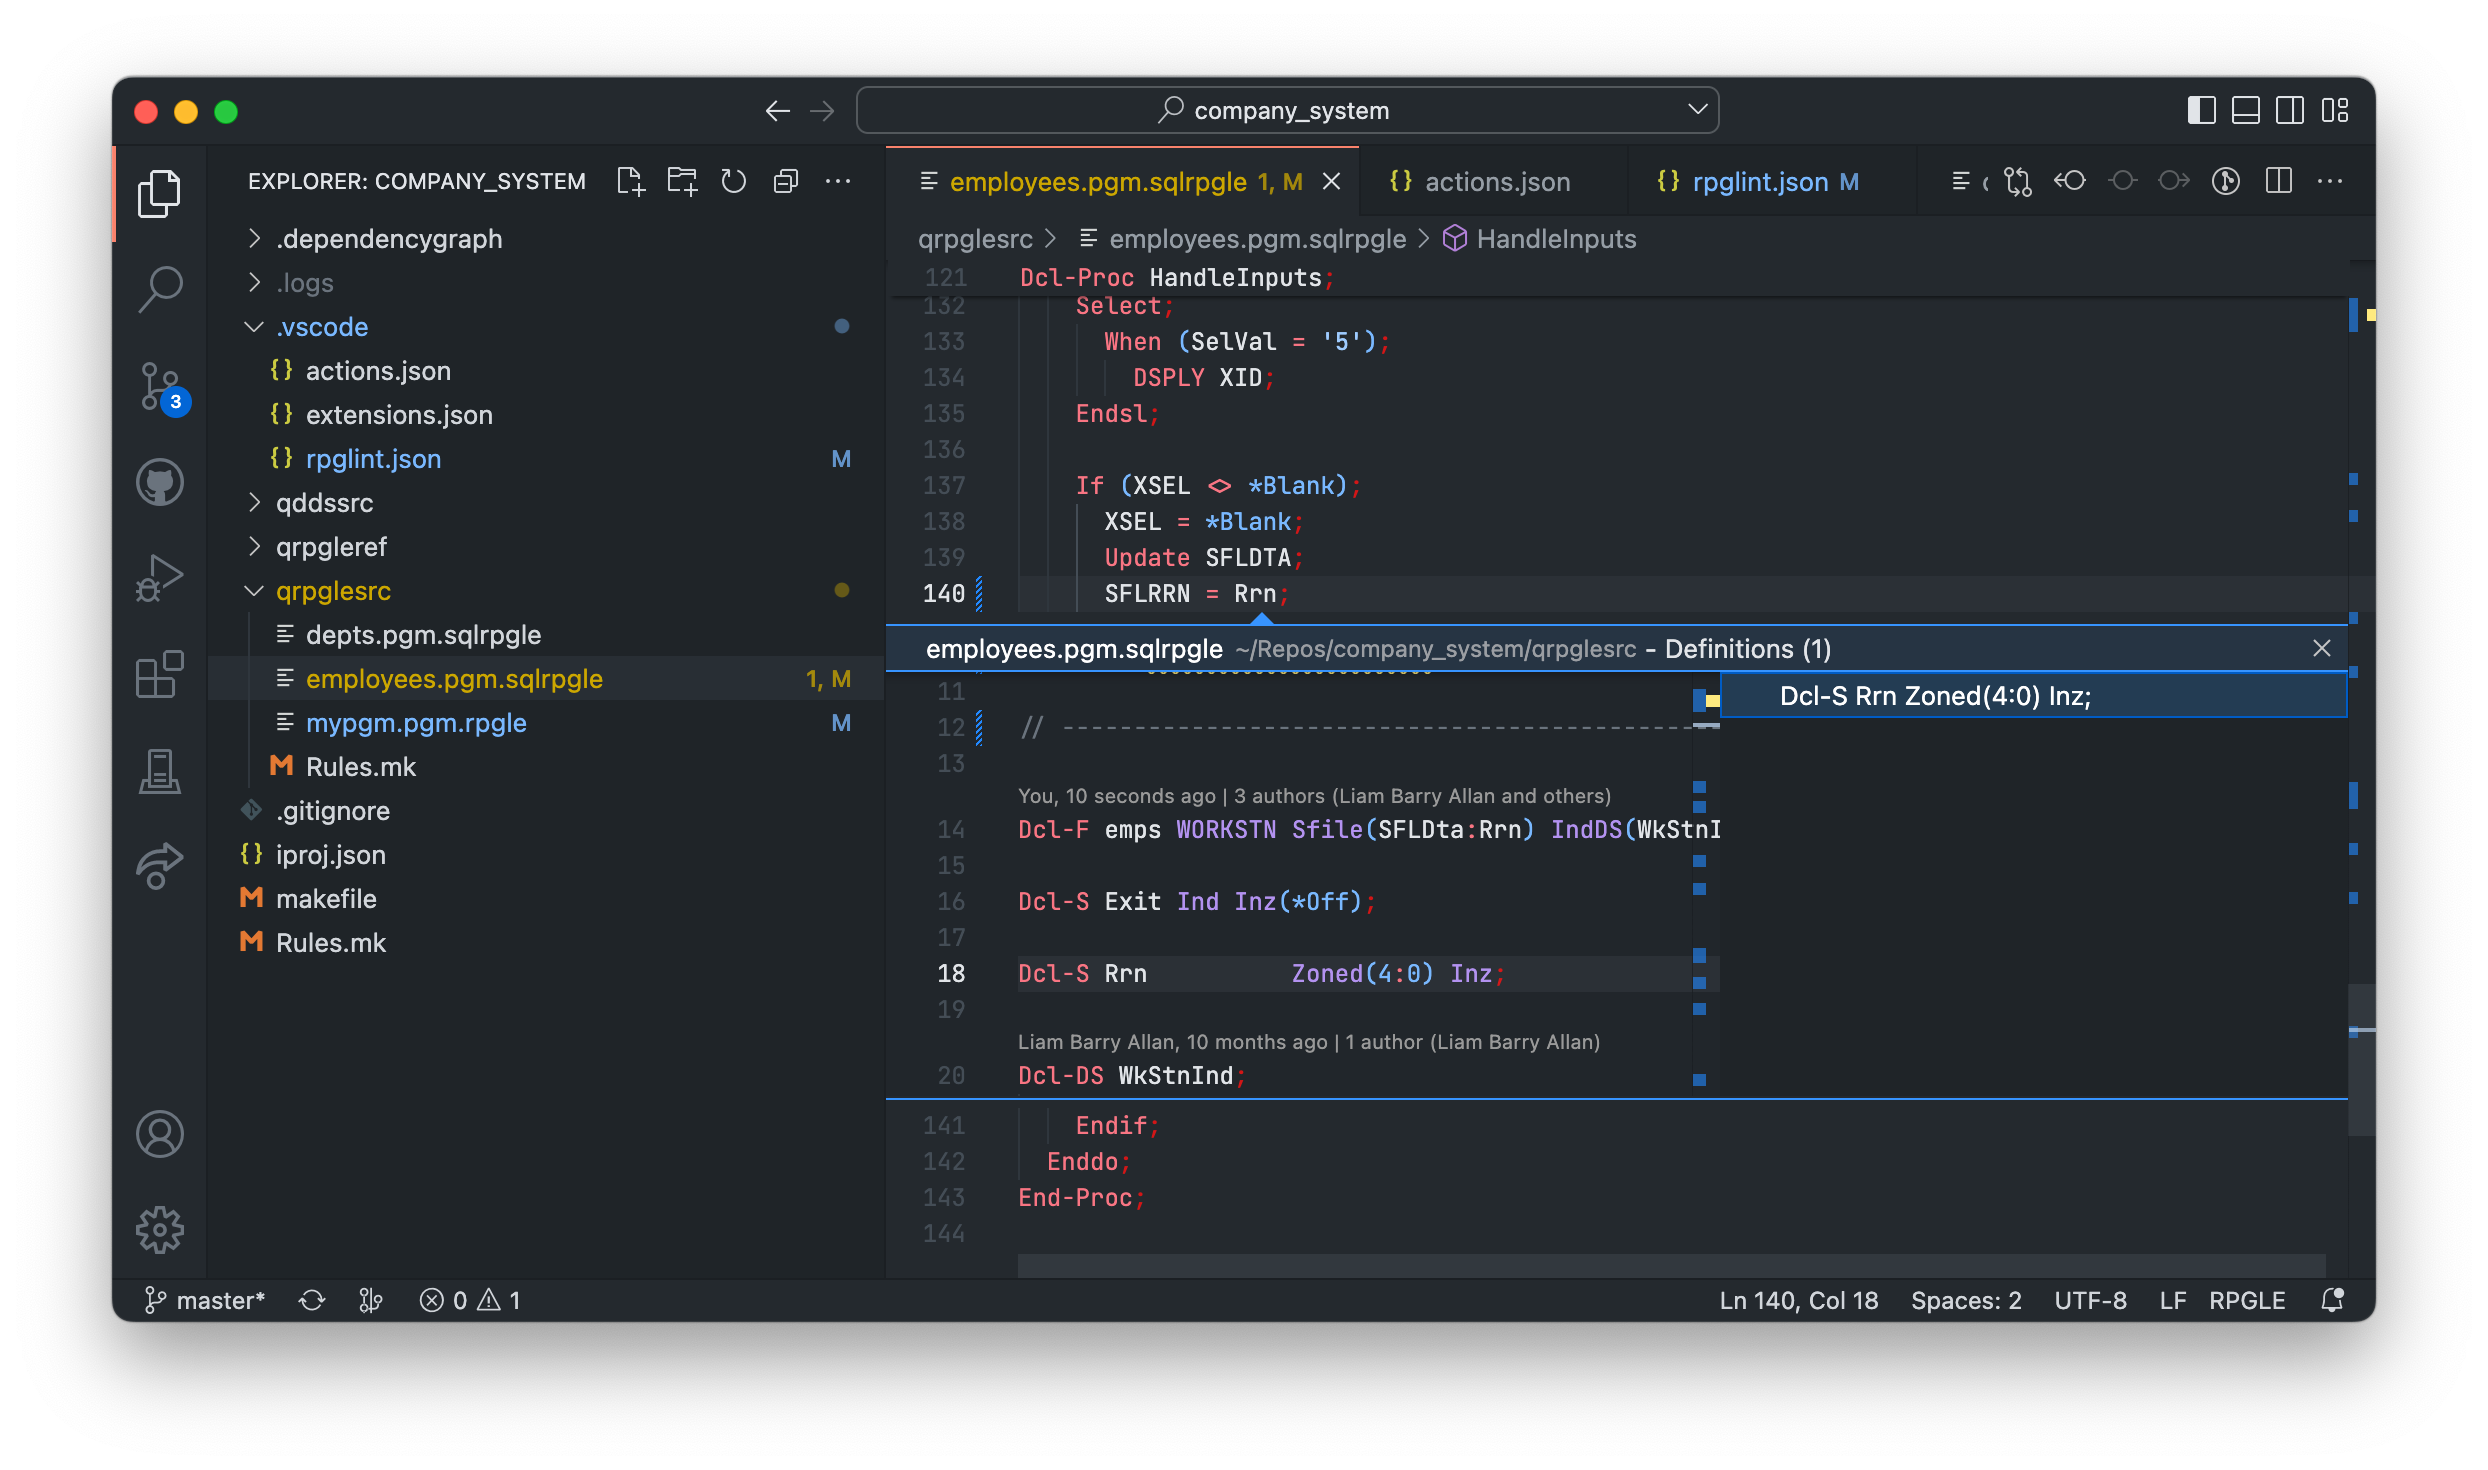 company_system
EXPLORER: COMPANY_SYSTEM
.dependencygraph
.logs
.vscode
{} actions.json
{} extensions.json
{} rpglint.json M
qddssrc
qrpgleref
qrpglesrc
depts.pgm.sqlrpgle
employees.pgm.sqlrpgle 1, M
mypgm.pgm.rpgle M
Rules.mk
.gitignore
{} iproj.json
makefile
Rules.mk
3
employees.pgm.sqlrpgle 1, M
{} actions.json
{} rpglint.json M
qrpglesrc > employees.pgm.sqlrpgle > HandleInputs
121 Dcl-Proc HandleInputs;
132 Select;
133 When (SelVal = '5');
134 DSPLY XID;
135 Endsl;
136
137 If (XSEL <> *Blank);
138 XSEL = *Blank;
139 Update SFLDTA;
140 SFLRRN = Rrn;
employees.pgm.sqlrpgle ~/Repos/company_system/qrpglesrc - Definitions (1)
11
12 // --------------------------------------------
13
You, 10 seconds ago | 3 authors (Liam Barry Allan and others)
14 Dcl-F emps WORKSTN Sfile(SFLDta:Rrn) IndDS(WkStnI
15
16 Dcl-S Exit Ind Inz(*Off);
17
18 Dcl-S Rrn Zoned(4:0) Inz;
19
Liam Barry Allan, 10 months ago | 1 author (Liam Barry Allan)
20 Dcl-DS WkStnInd;
Dcl-S Rrn Zoned(4:0) Inz;
141 Endif;
142 Enddo;
143 End-Proc;
144
master* 0 1
Ln 140, Col 18 Spaces: 2 UTF-8 LF RPGLE